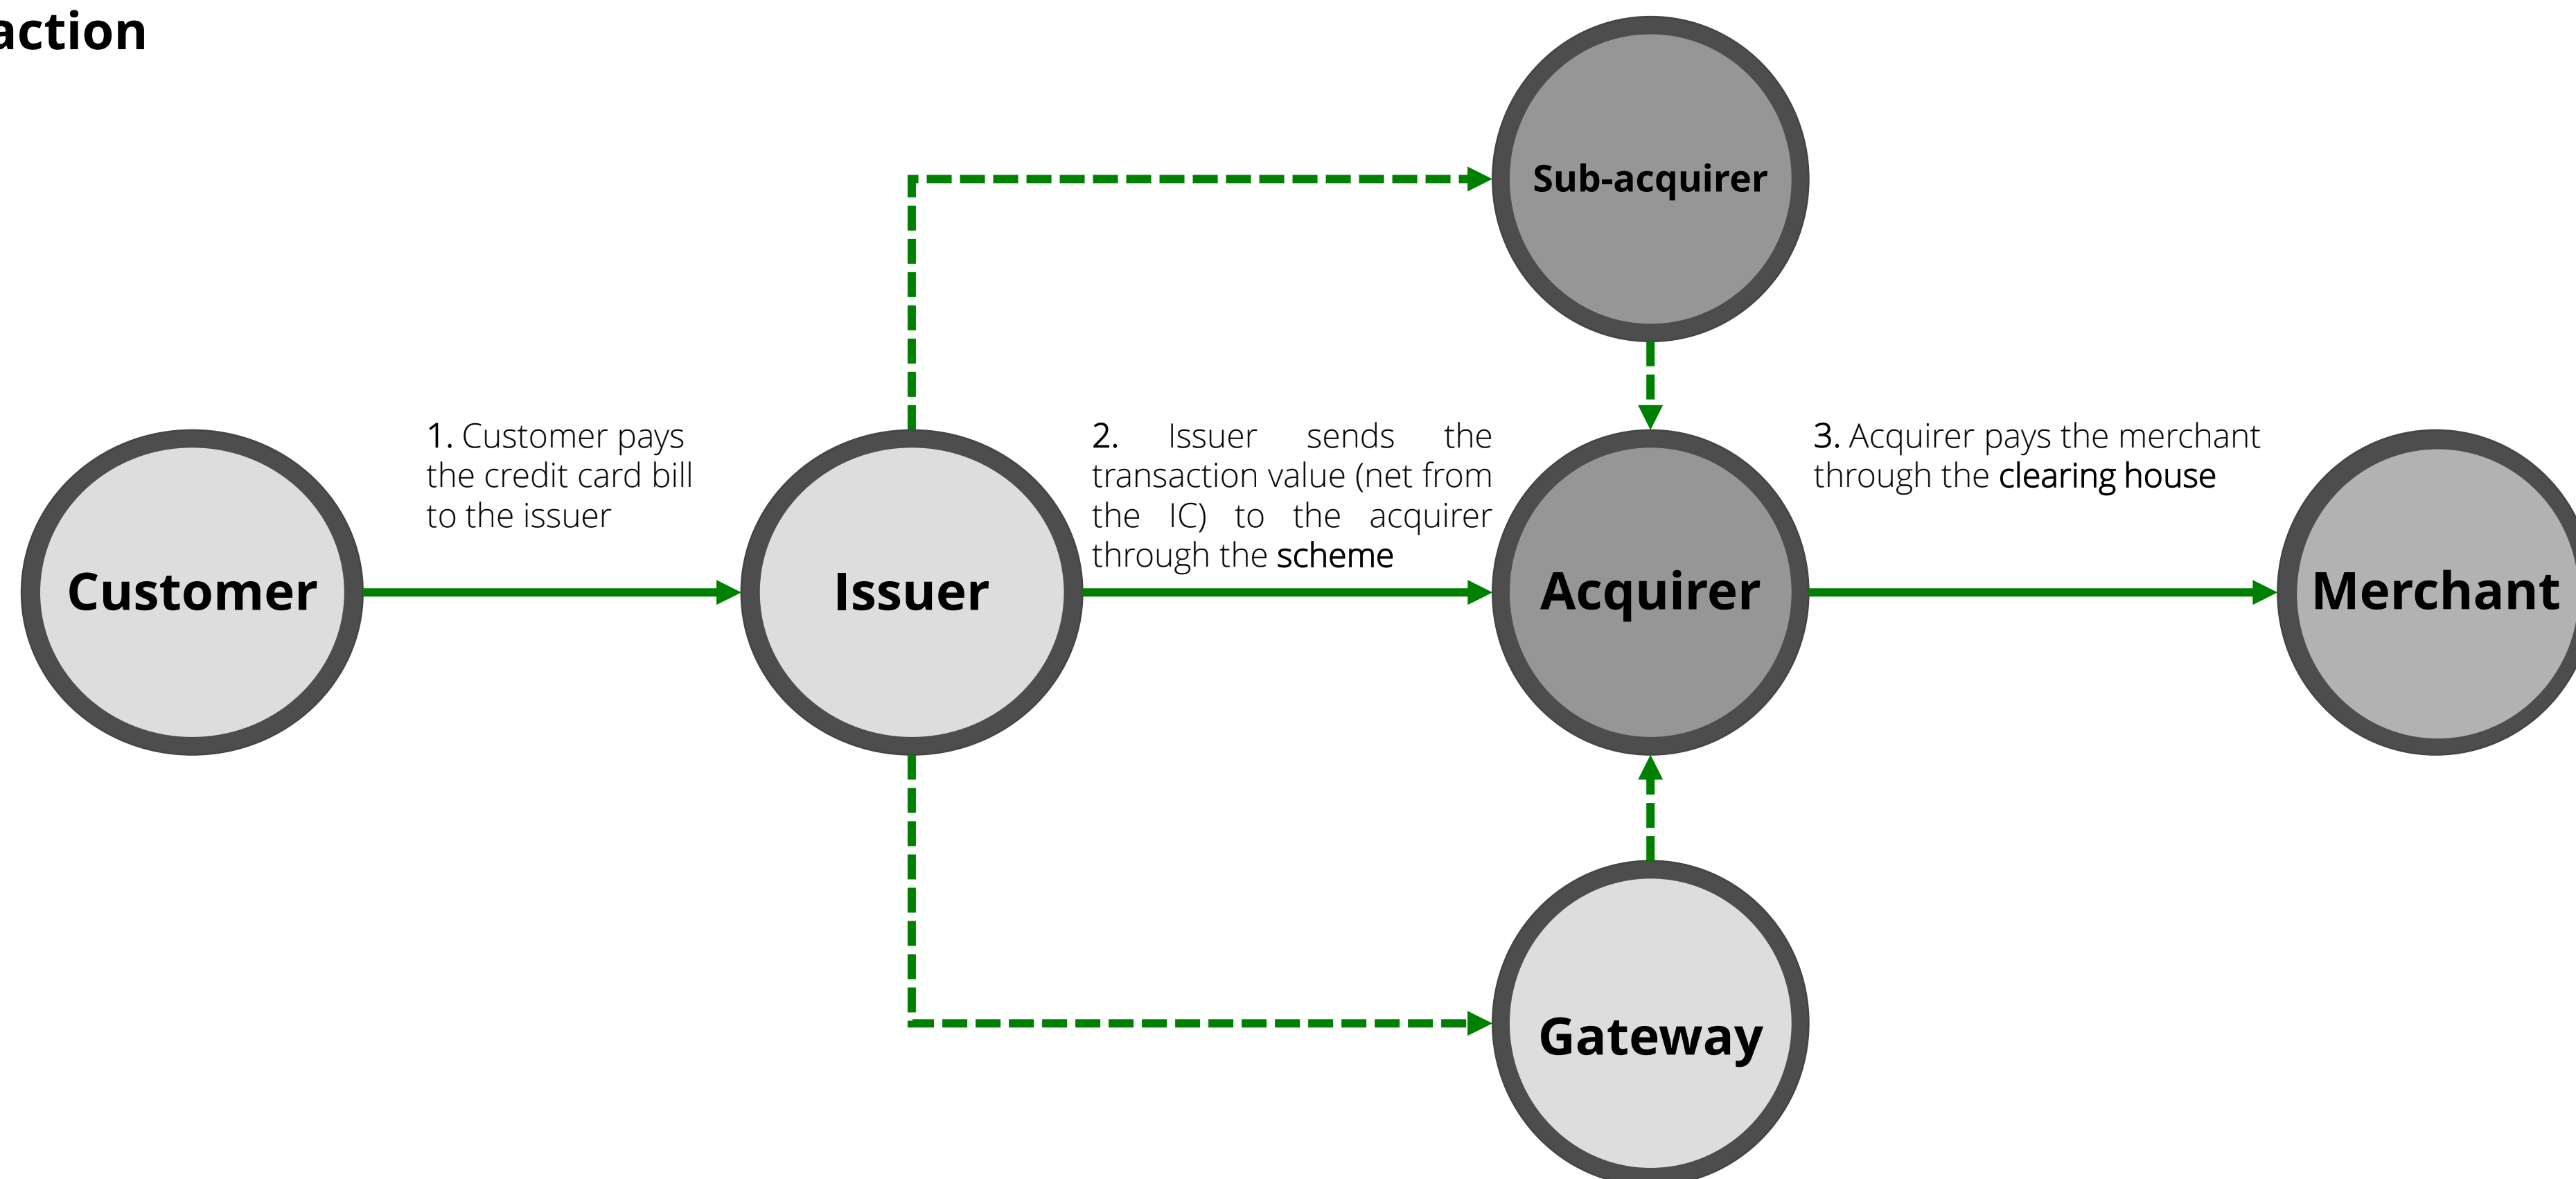 action
Sub-acquirer
1. Customer pays
the credit card bill
to the issuer
2. Issuer sends the
transaction value (net from
the IC) to the acquirer
through the scheme
3. Acquirer pays the merchant
through the clearing house
Customer
Issuer
Acquirer
Merchant
Gateway